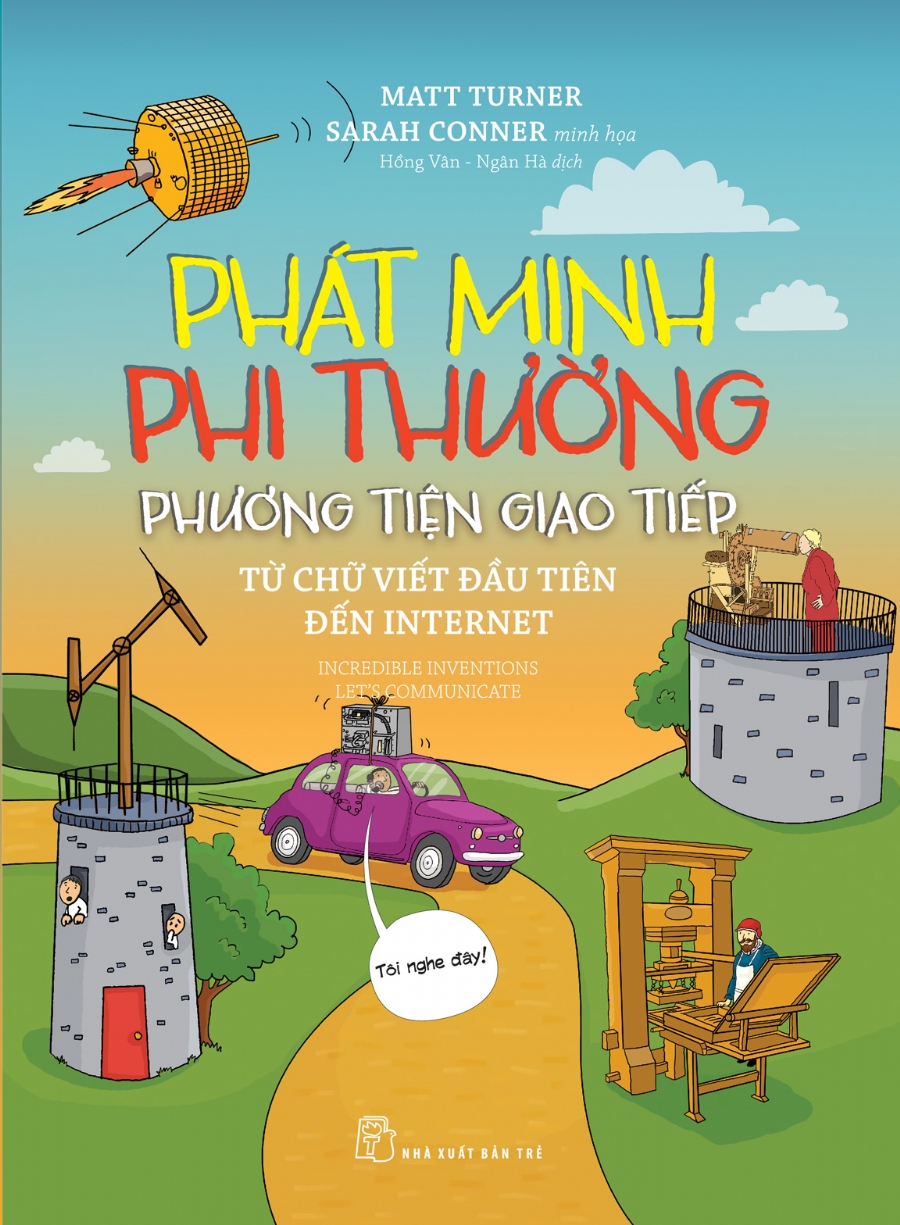 MATT TURNER
SARAH CONNER minh họa
Hồng Vân - Ngân Hà dịch
PHÁT MINH
PHI THƯỜNG
PHƯƠNG TIỆN GIAO TIẾP
TỪ CHỮ VIẾT ĐẦU TIÊN
ĐẾN INTERNET
INCREDIBLE INVENTIONS
LET'S COMMUNICATE
Tôi nghe đây!
NHÀ XUẤT BẢN TRẺ